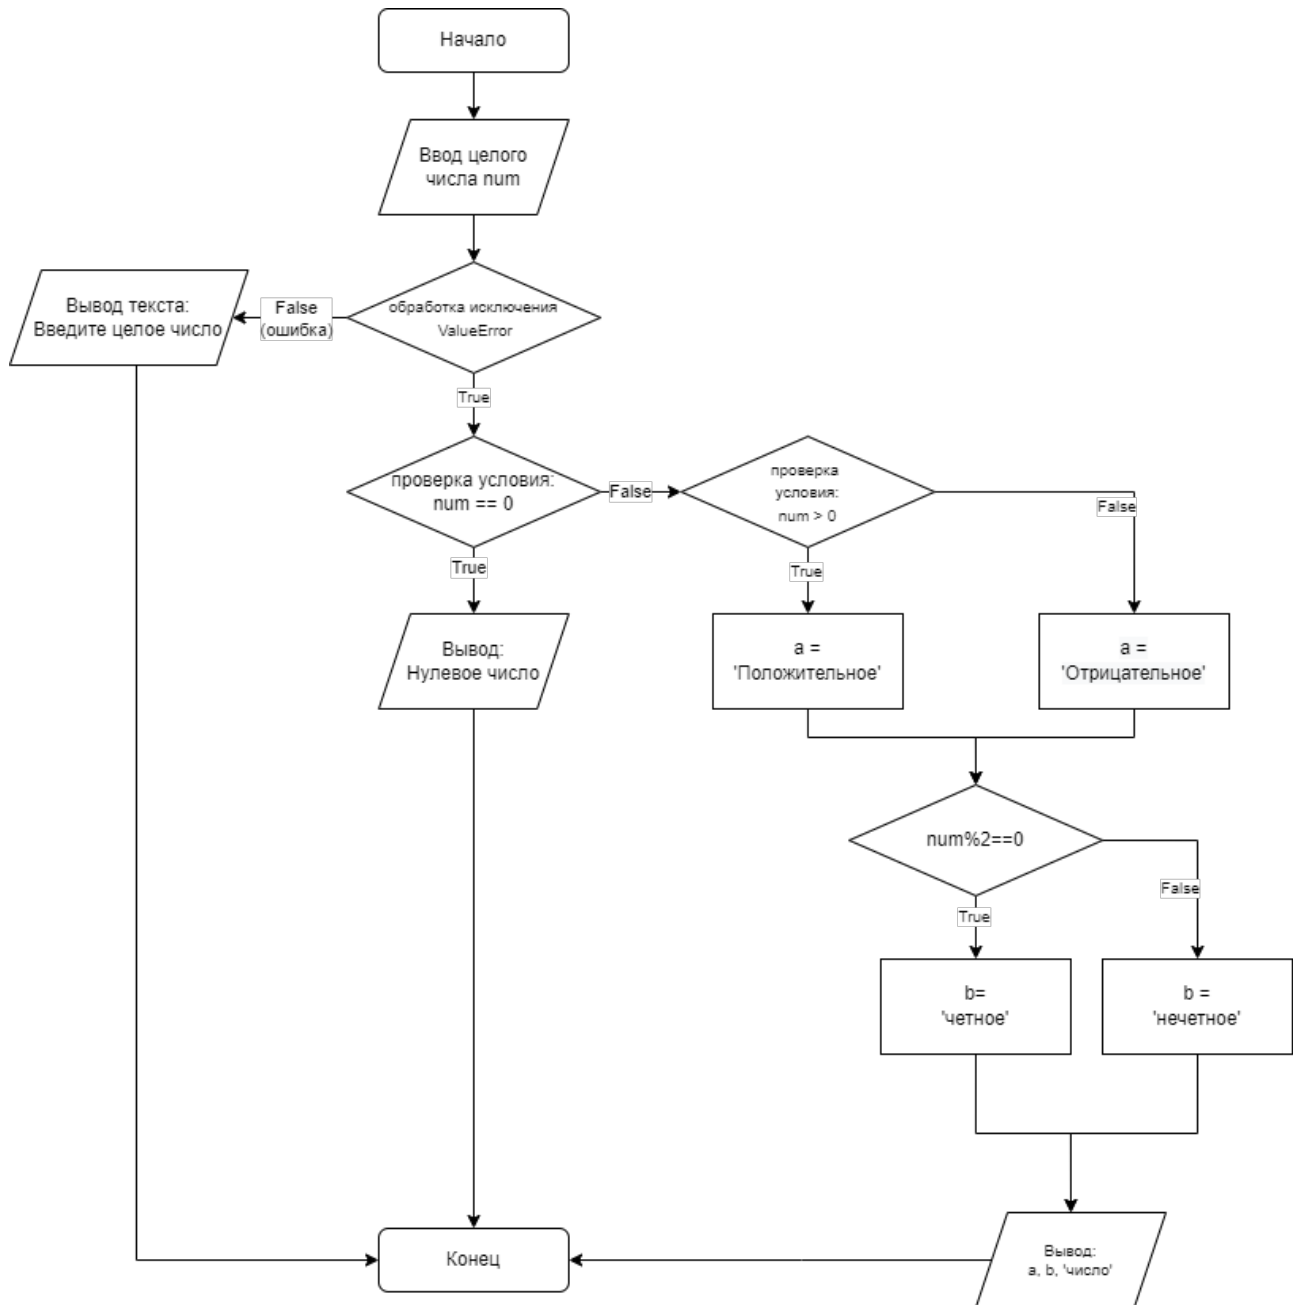 Начало
Ввод целого
числа num
обработка исключения
ValueError
False
(ошибка)
Вывод текста:
Введите целое число
True
проверка условия:
num == 0
False
проверка
условия:
num > 0
False
True
True
Вывод:
Нулевое число
a =
'Положительное'
a =
'Отрицательное'
num%2==0
False
True
b=
'четное'
b =
'нечетное'
Вывод:
a, b, 'число'
Конец